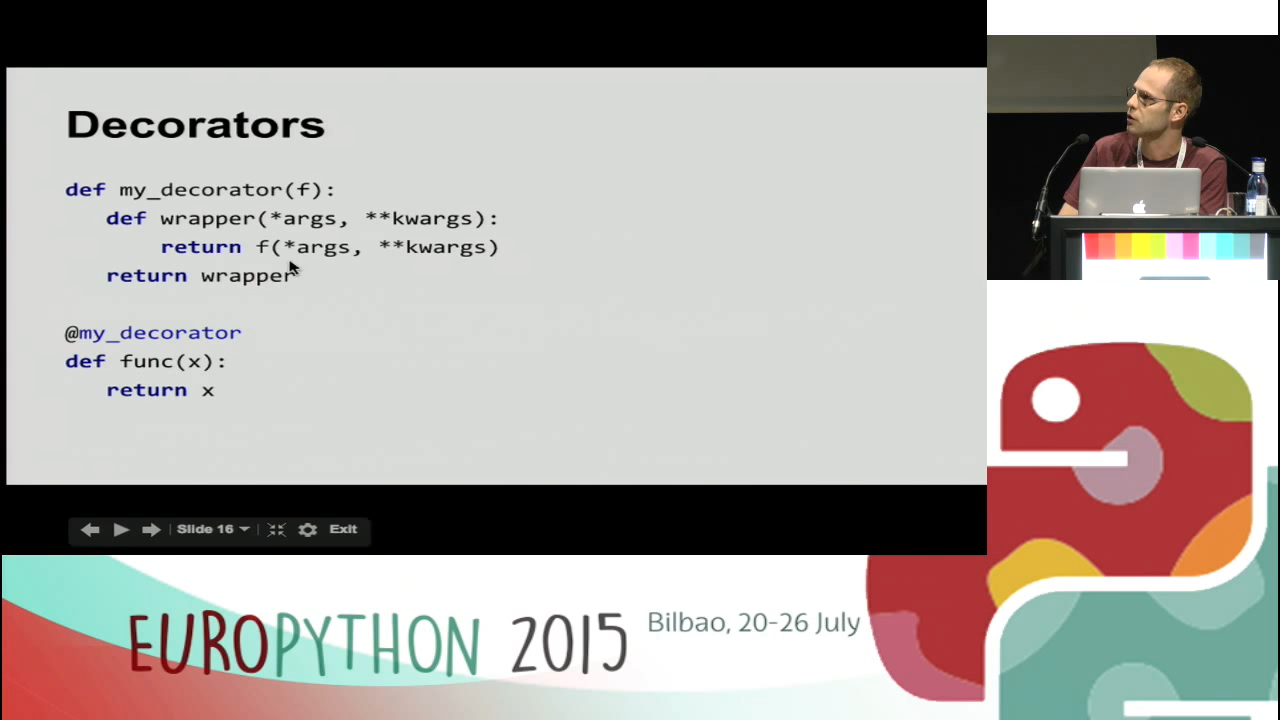 Decorators
def my_decorator(f):
def wrapper(*args, **kwargs):
return f(*args, **kwargs)
return wrapper
@my_decorator
def func(x):
return x
Slide 16
Exit
EUROPYTHON 2015
Bilbao, 20-26 July